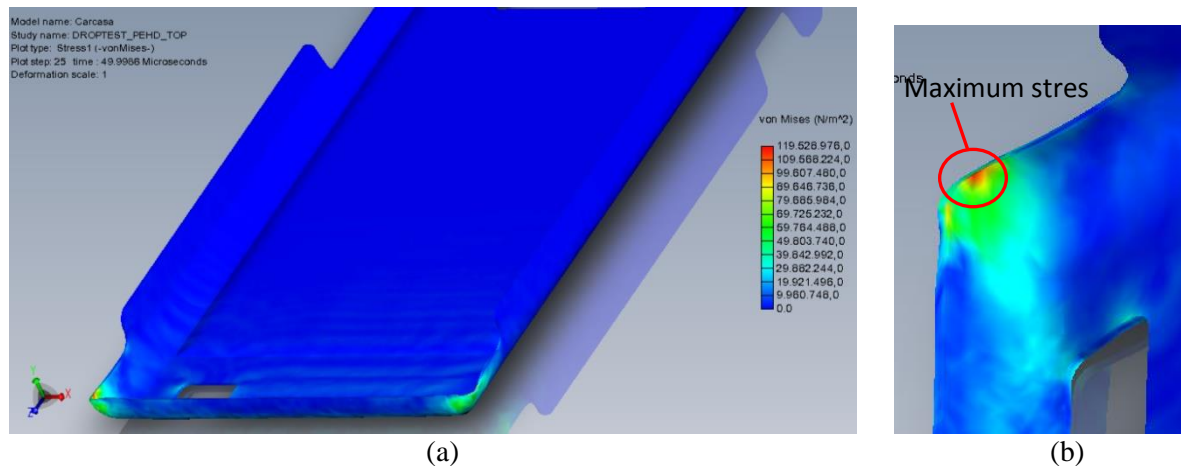 Model name: Carcasa
Study name: DROPTEST_PEHD_TOP
Plot type: Stress1 (-vonMises-)
Plot step: 25 time : 49.9986 Microseconds
Deformation scale: 1
von Mises (N/m^2)
119.528.976,0
109.568.224,0
99.607.480,0
89.646.736,0
79.685.984,0
69.725.232,0
59.764.488,0
49.803.740,0
39.842.992,0
29.882.244,0
19.921.496,0
9.960.748,0
0.0
Y
X
Z
onds
Maximum stres
(a)
(b)